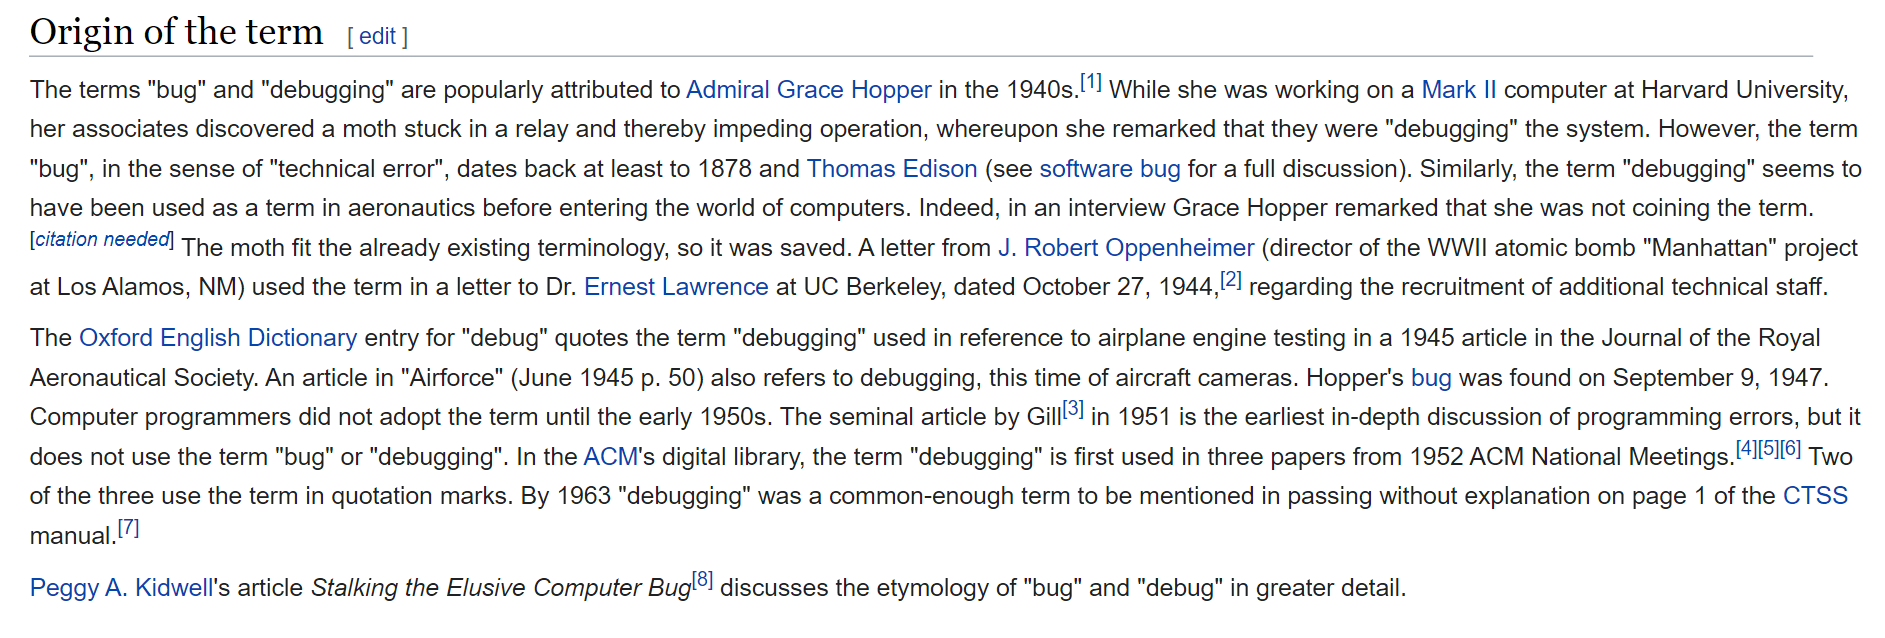 Origin of the term [ edit ]
The terms "bug" and "debugging" are popularly attributed to Admiral Grace Hopper in the 1940s.[1] While she was working on a Mark II computer at Harvard University,
her associates discovered a moth stuck in a relay and thereby impeding operation, whereupon she remarked that they were "debugging" the system. However, the term
"bug", in the sense of "technical error", dates back at least to 1878 and Thomas Edison (see software bug for a full discussion). Similarly, the term "debugging" seems to
have been used as a term in aeronautics before entering the world of computers. Indeed, in an interview Grace Hopper remarked that she was not coining the term.
[citation needed] The moth fit the already existing terminology, so it was saved. A letter from J. Robert Oppenheimer (director of the WWII atomic bomb "Manhattan" project
at Los Alamos, NM) used the term in a letter to Dr. Ernest Lawrence at UC Berkeley, dated October 27, 1944,[2] regarding the recruitment of additional technical staff.
The Oxford English Dictionary entry for "debug" quotes the term "debugging" used in reference to airplane engine testing in a 1945 article in the Journal of the Royal
Aeronautical Society. An article in "Airforce" (June 1945 p. 50) also refers to debugging, this time of aircraft cameras. Hopper's bug was found on September 9, 1947.
Computer programmers did not adopt the term until the early 1950s. The seminal article by Gill[3] in 1951 is the earliest in-depth discussion of programming errors, but it
does not use the term "bug" or "debugging". In the ACM's digital library, the term "debugging" is first used in three papers from 1952 ACM National Meetings.[4][5][6] Two
of the three use the term in quotation marks. By 1963 "debugging" was a common-enough term to be mentioned in passing without explanation on page 1 of the CTSS
manual.[7]
Peggy A. Kidwell's article Stalking the Elusive Computer Bug[8] discusses the etymology of "bug" and "debug" in greater detail.